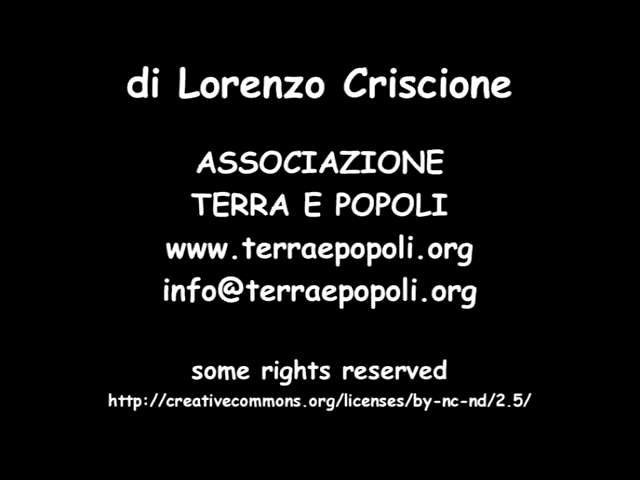 di Lorenzo Criscione
ASSOCIAZIONE
TERRA E POPOLI
www.terraepopoli.org
info@terraepopoli.org
some rights reserved
http://creativecommons.org/licenses/by-nc-nd/2.5/